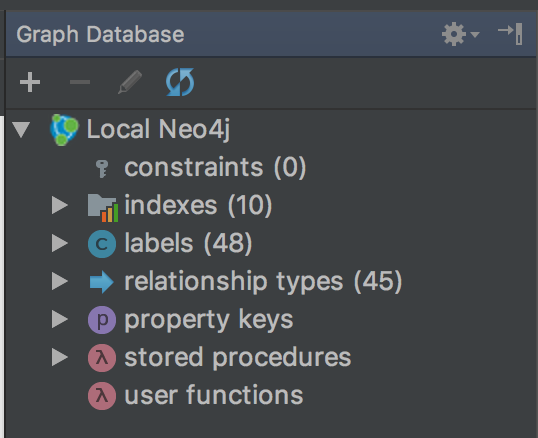 Graph Database
Local Neo4j
constraints (0)
indexes (10)
C labels (48)
relationship types (45)
p property keys
λ stored procedures
λ user functions